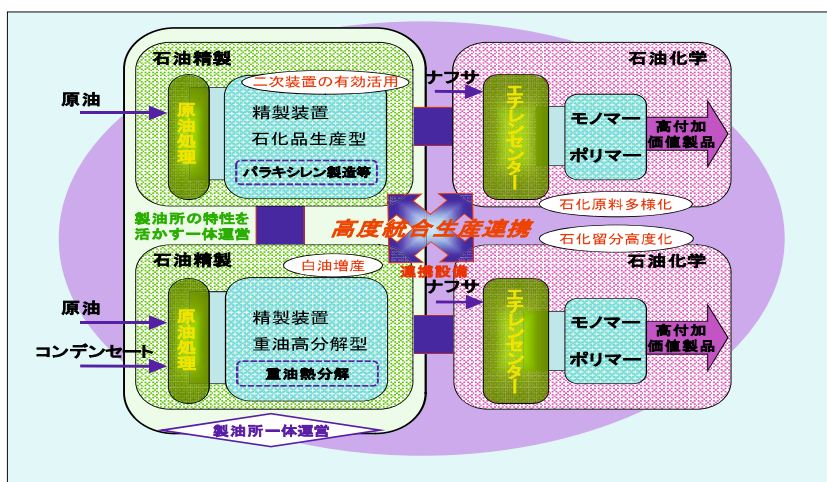 石油精製
二次装置の有効活用
原油
原油処理
精製装置
石化品生産型
パラキシレン製造等
ナフサ
石油化学
エチレンセンター
モノマー
ポリマー
高付加
価値製品
石化原料多様化
製油所の特性を
活かす一体運営
高度統合生産連携
連携設備
石化留分高度化
石油精製
白油増産
原油
コンデンセート
原油処理
精製装置
重油高分解型
重油熱分解
ナフサ
石油化学
エチレンセンター
モノマー
ポリマー
高付加
価値製品
製油所一体運営